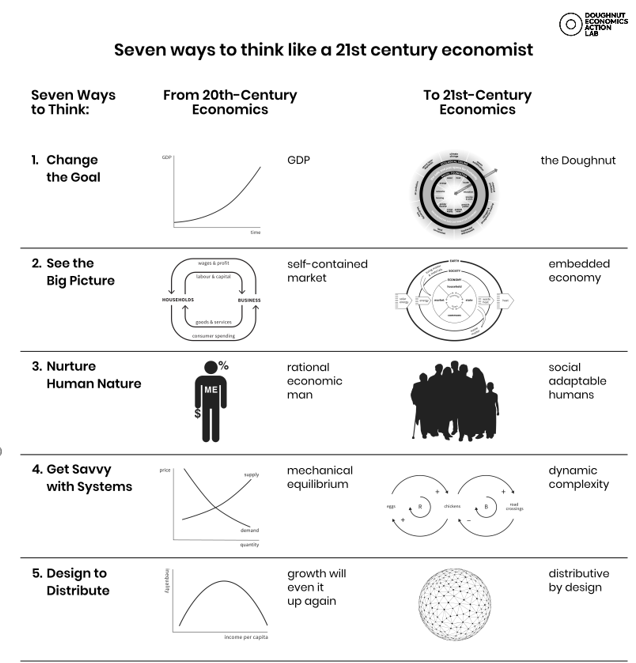 DOUGHNUT
ECONOMICS
ACTION
LAB
Seven ways to think like a 21st century economist
Seven Ways
to Think:
From 20th-Century
Economics
To 21st-Century
Economics
1. Change
the Goal
GDP
time
GDP
the Doughnut
2. See the
Big Picture
wages & profit
labour & capital
HOUSEHOLDS
BUSINESS
goods & services
consumer spending
self-contained
market
EARTH
SOCIETY
ECONOMY
household
market
state
commons
embedded
economy
3. Nurture
Human Nature
%
ME
$
rational
economic
man
social
adaptable
humans
4. Get Savvy
with Systems
price
supply
demand
quantity
mechanical
equilibrium
eggs
R
+
+
chickens
B
+
−
road
crossings
dynamic
complexity
5. Design to
Distribute
inequality
income per capita
growth will
even it
up again
distributive
by design